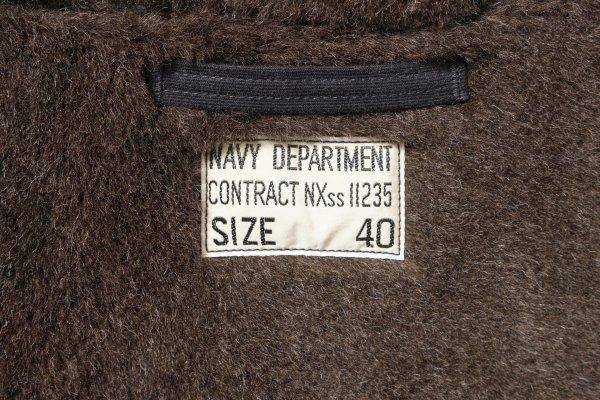 NAVY DEPARTMENT
CONTRACT NXss 11235
SIZE 40